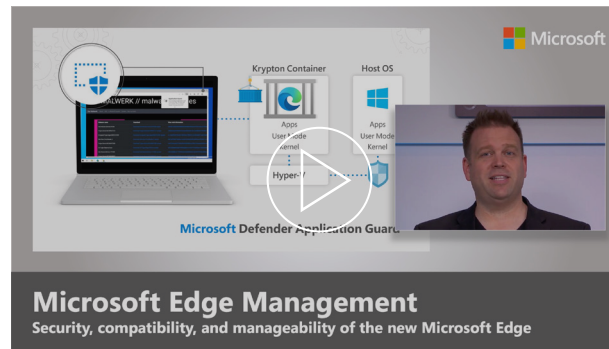 Microsoft
Krypton Container
Host OS
MALWERK // malw
Apps
User Mode
Kernel
Apps
User Mode
Kernel
Hyper-V
Microsoft Defender Application Guard
Microsoft Edge Management
Security, compatibility, and manageability of the new Microsoft Edge